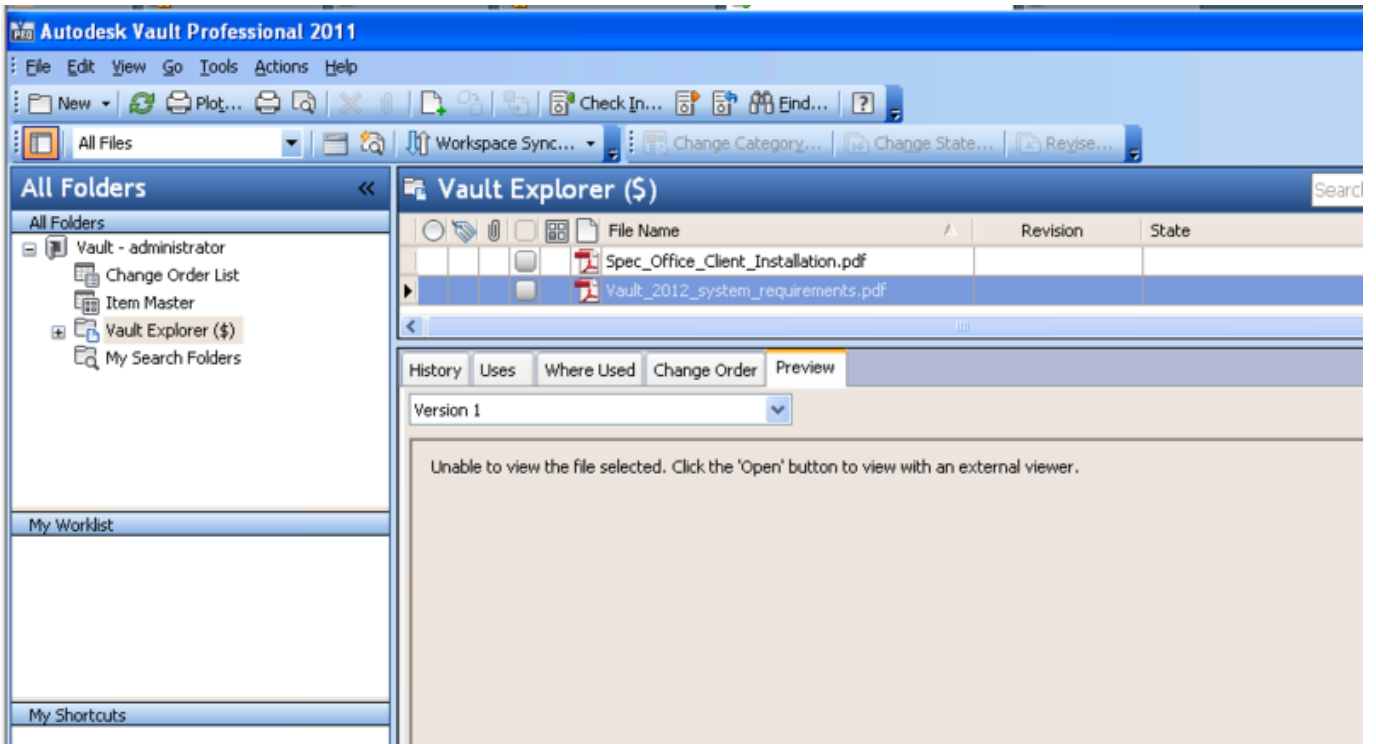 Autodesk Vault Professional 2011
File Edit View Go Tools Actions Help
New Plot... Check In... Find...
All Files Workspace Sync... Change Category... Change State... Revise...
All Folders « Vault Explorer ($) Searc
All Folders
File Name Revision State
Vault - administrator
Spec_Office_Client_Installation.pdf
Change Order List
Vault_2012_system_requirements.pdf
Item Master
Vault Explorer ($)
My Search Folders
History Uses Where Used Change Order Preview
Version 1
Unable to view the file selected. Click the 'Open' button to view with an external viewer.
My Worklist
My Shortcuts